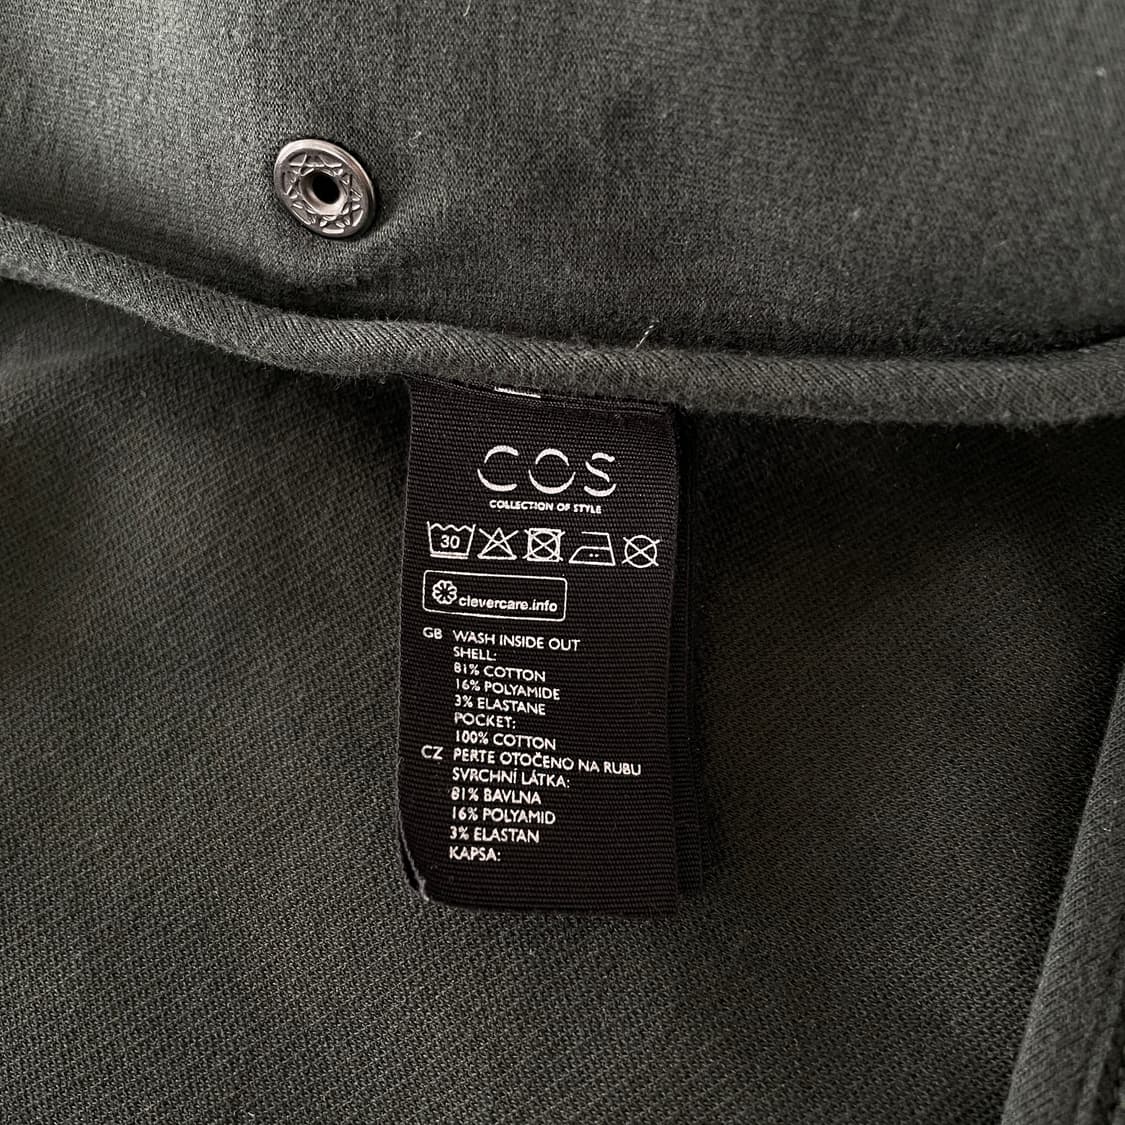 COS
COLLECTION OF STYLE
30
clevercare.info
GB WASH INSIDE OUT
SHELL:
81% COTTON
16% POLYAMIDE
3% ELASTANE
POCKET:
100% COTTON
CZ PERTE OTOČENO NA RUBU
SVRCHNÍ LÁTKA:
81% BAVLNA
16% POLYAMID
3% ELASTAN
KAPSA: